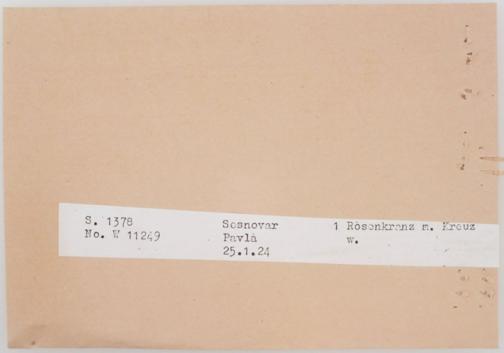 S. 1378 Sosnovar 1 Rosenkranz m. Kreuz
No. W 11249 Pavla w.
25.1.24